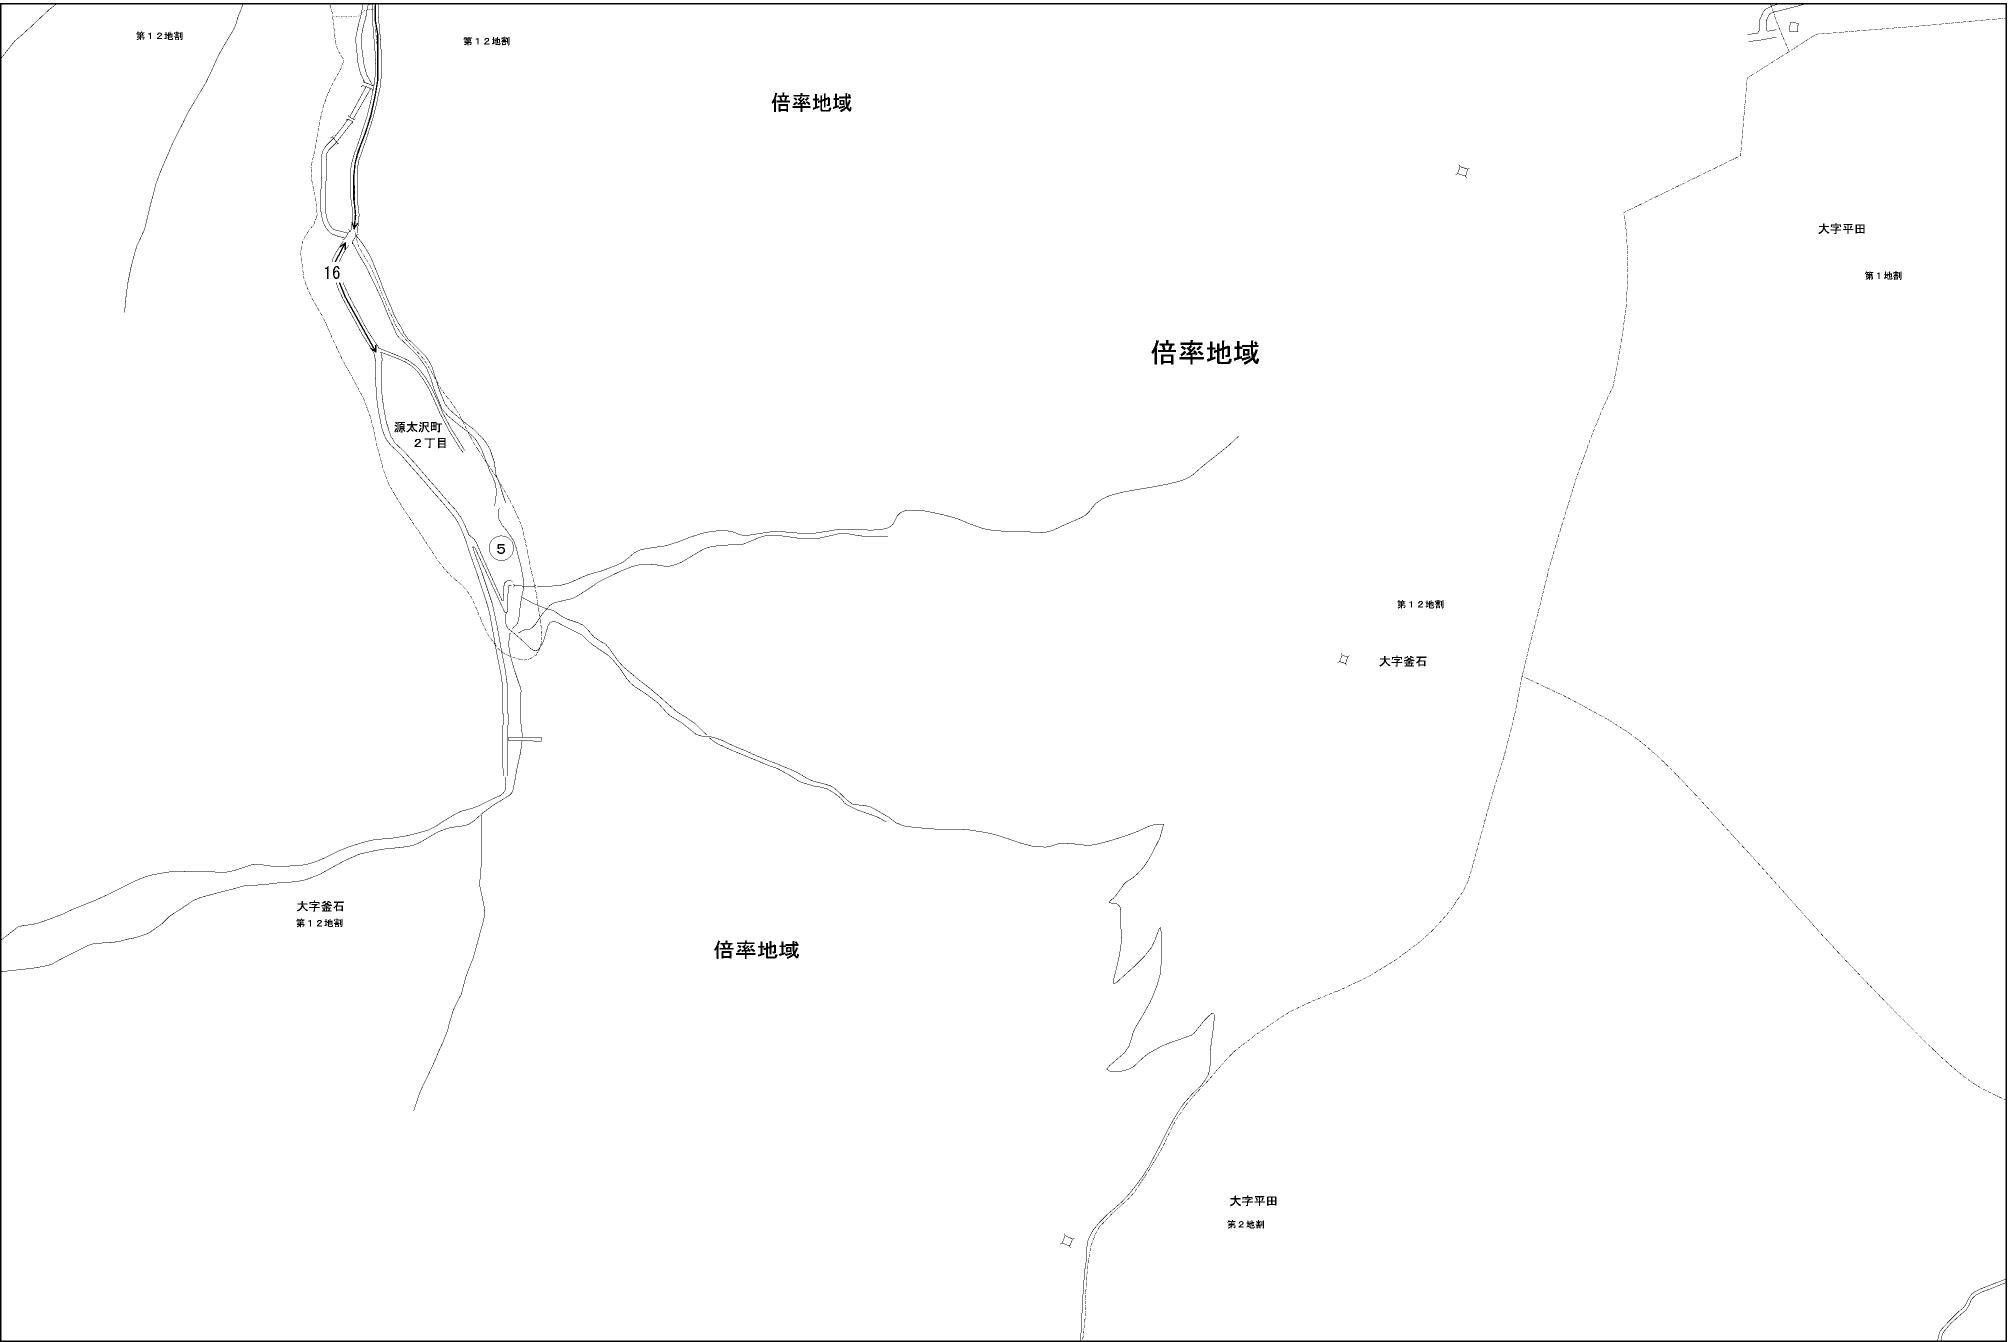 第１２地割
第１２地割
倍率地域
大字平田
第１地割
16
倍率地域
源太沢町
２丁目
5
第１２地割
大字釜石
大字釜石
第１２地割
倍率地域
大字平田
第２地割